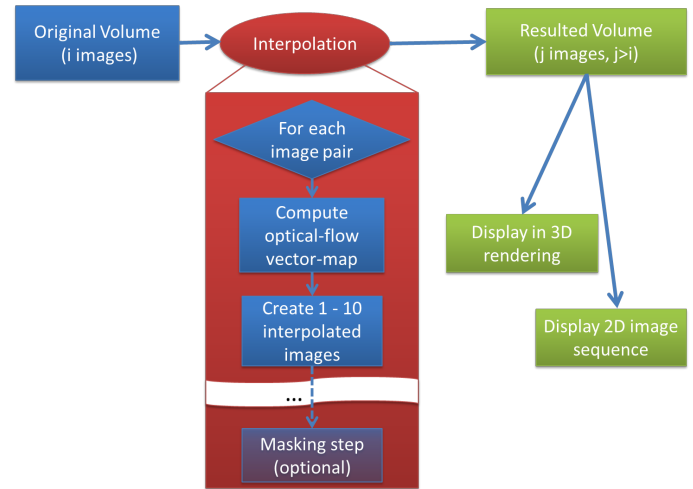 Original Volume
(i images)
Interpolation
Resulted Volume
(j images, j>i)
For each
image pair
Compute
optical-flow
vector-map
Create 1 - 10
interpolated
images
...
Masking step
(optional)
Display in 3D
rendering
Display 2D image
sequence